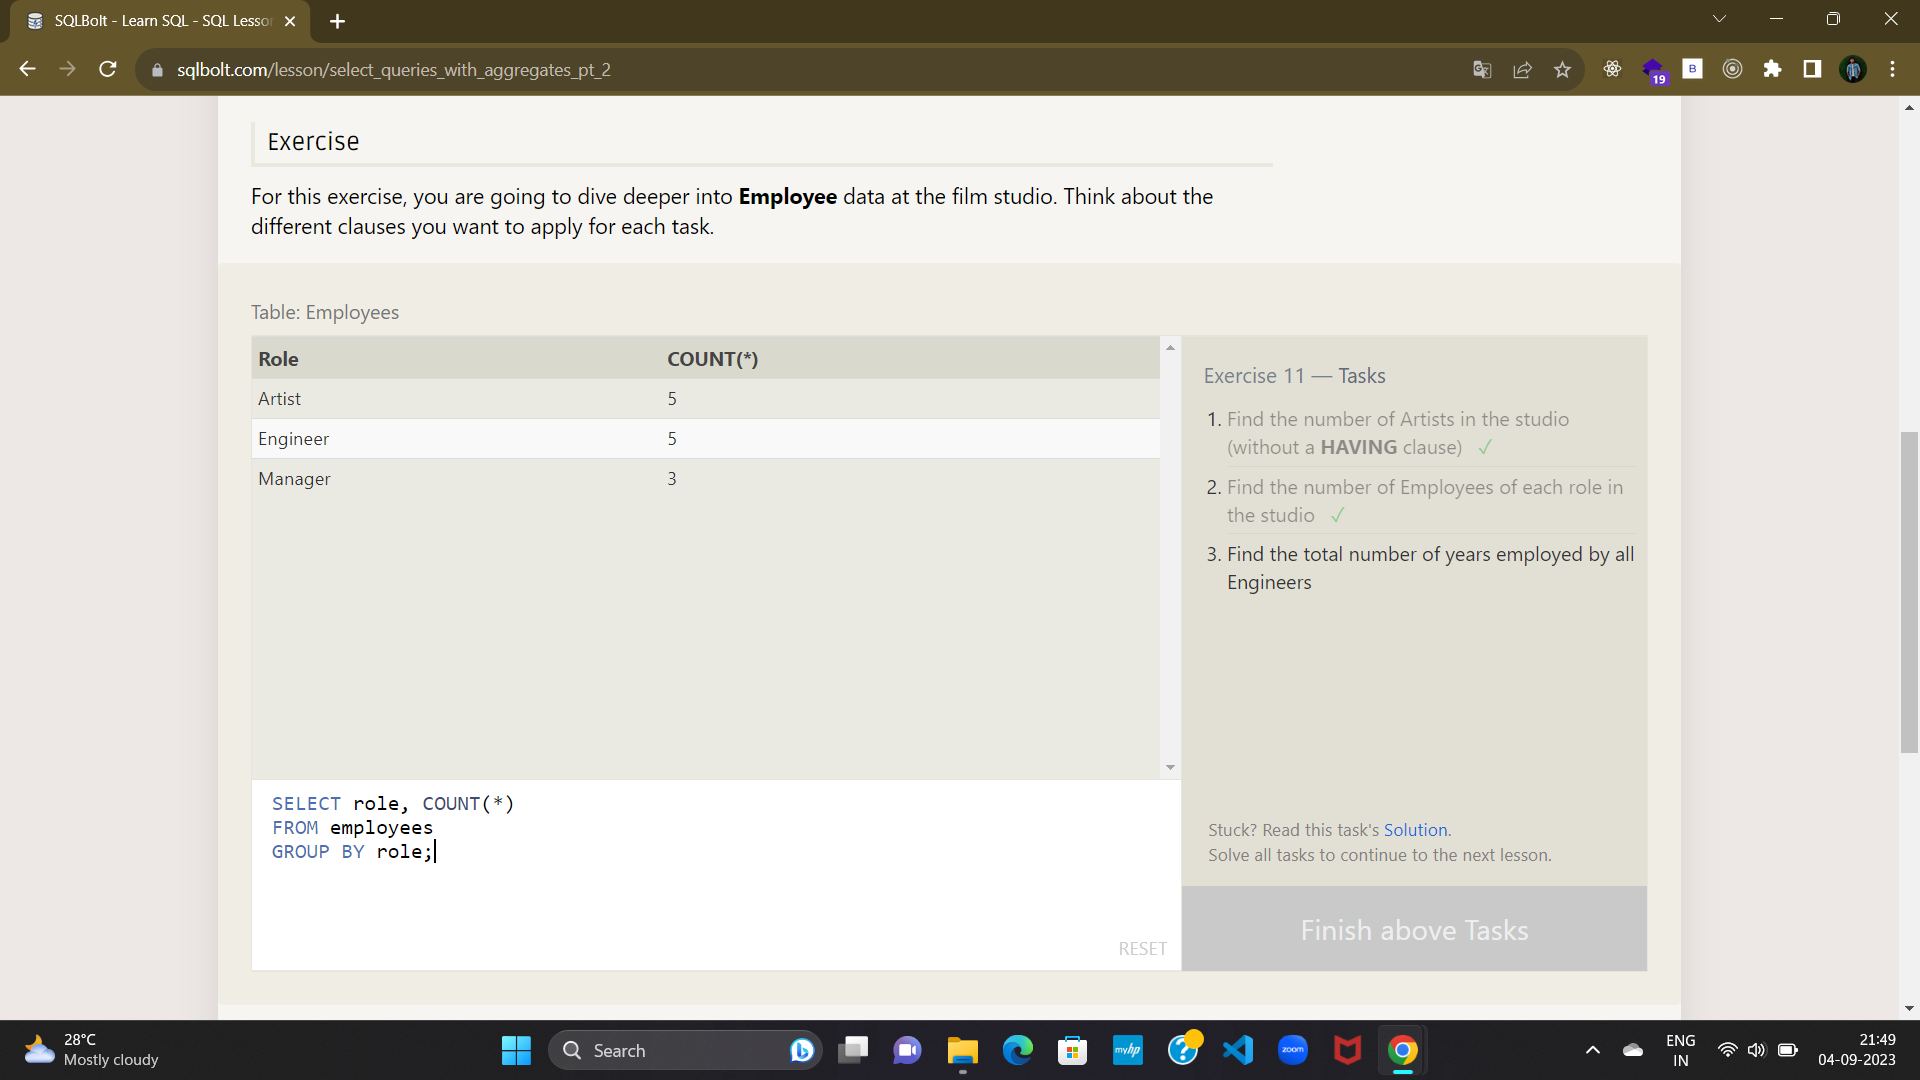 SQLBolt - Learn SQL - SQL Lesso
sqlbolt.com/lesson/select_queries_with_aggregates_pt_2
19
B
Exercise
For this exercise, you are going to dive deeper into Employee data at the film studio. Think about the
different clauses you want to apply for each task.
Table: Employees
Role COUNT(*)
Artist 5
Engineer 5
Manager 3
SELECT role, COUNT(*)
FROM employees
GROUP BY role;
RESET
Exercise 11 — Tasks
1. Find the number of Artists in the studio
(without a HAVING clause) ✓
2. Find the number of Employees of each role in
the studio ✓
3. Find the total number of years employed by all
Engineers
Stuck? Read this task's Solution.
Solve all tasks to continue to the next lesson.
Finish above Tasks
28°C
Mostly cloudy
Search
myhp
zoom
ENG
IN
21:49
04-09-2023